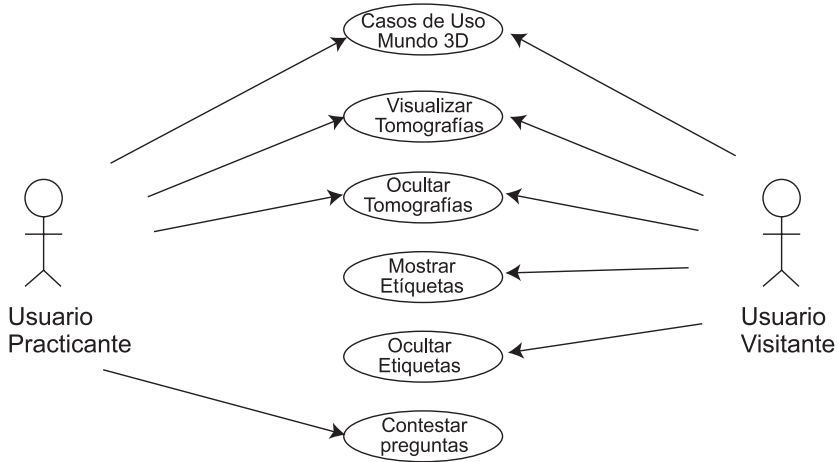 Casos de Uso
Mundo 3D
Visualizar
Tomografías
Ocultar
Tomografías
Mostrar
Etíquetas
Ocultar
Etiquetas
Contestar
preguntas
Usuario
Practicante
Usuario
Visitante